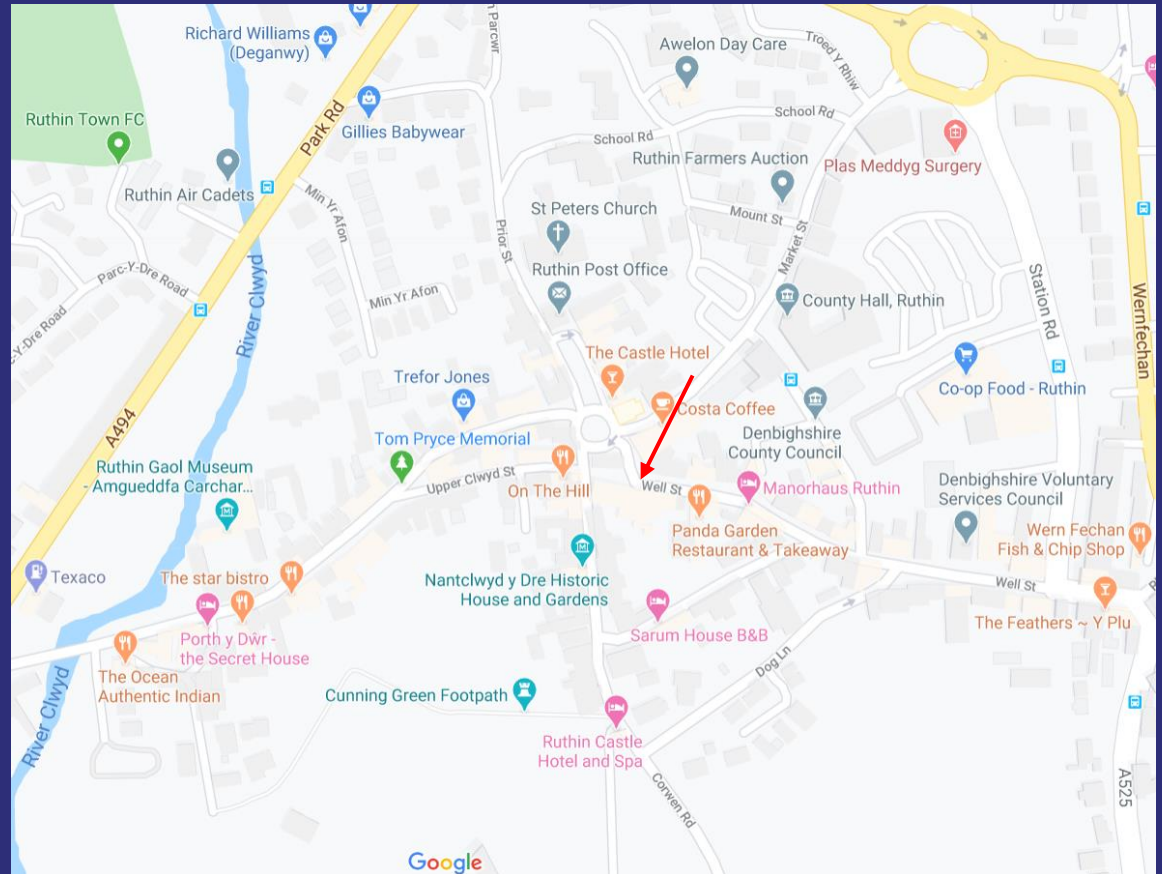 n Parcwr
Richard Williams
(Deganwy)
Awelon Day Care
Troed Y Rhiw
Park Rd
Gillies Babywear
School Rd
School Rd
Ruthin Town FC
Ruthin Farmers Auction
Plas Meddyg Surgery
Ruthin Air Cadets
Min Yr Afon
St Peters Church
Mount St
Prior St
Market St
Ruthin Post Office
Parc-Y-Dre Road
c-Y-Dre Road
River Clwyd
Min Yr Afon
County Hall, Ruthin
Station Rd
Wernfechan
The Castle Hotel
Trefor Jones
Co-op Food - Ruthin
Costa Coffee
A494
Tom Pryce Memorial
Denbighshire
County Council
Ruthin Gaol Museum
- Amgueddfa Carchar...
Upper Clwyd St
On The Hill
Well St
Manorhaus Ruthin
Denbighshire Voluntary
Services Council
Panda Garden
Restaurant & Takeaway
Wern Fechan
Fish & Chip Shop
Texaco
The star bistro
Nantclwyd y Dre Historic
House and Gardens
Well St
The Feathers ~ Y Plu
Porth y Dŵr -
the Secret House
Sarum House B&B
Dog Ln
The Ocean
Authentic Indian
Cunning Green Footpath
River Clwyd
Ruthin Castle
Hotel and Spa
Corwen Rd
A525
Google